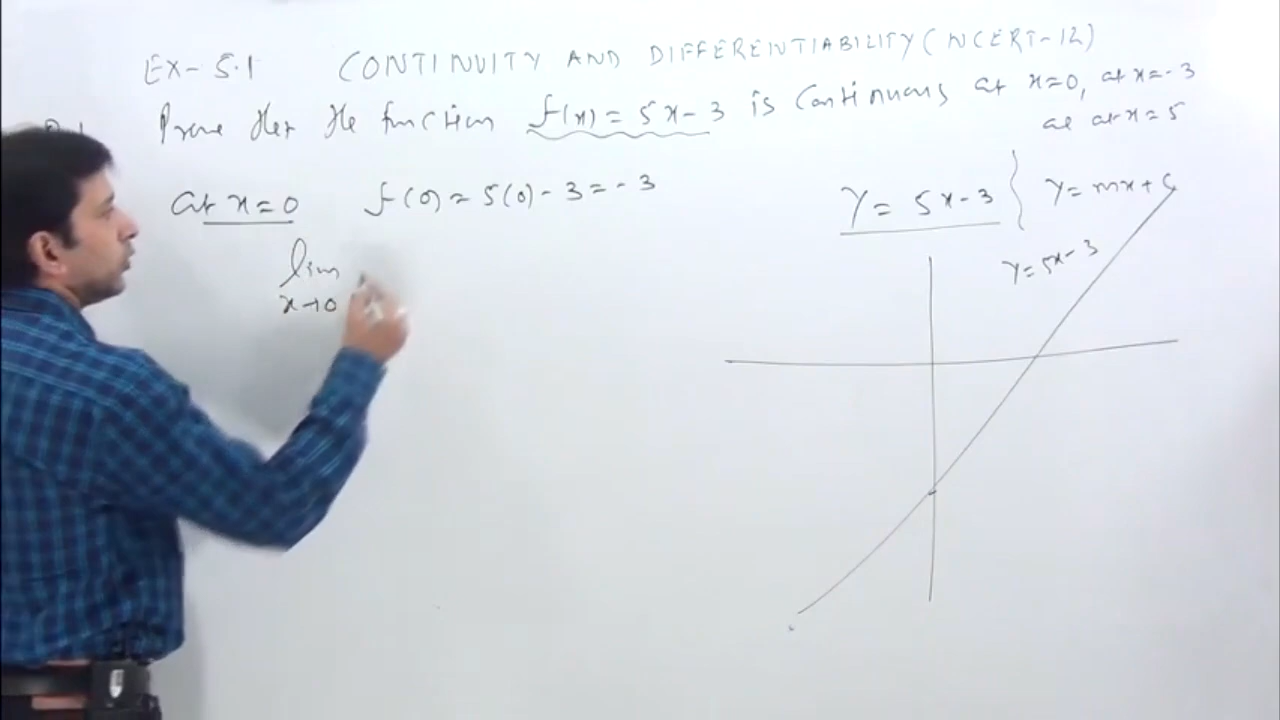 EX-5.1 CONTINUITY AND DIFFERENTIABILITY (NCERT-12)
Prove that the function f(x) = 5x-3 is continuous at x=0, at x=-3
at x=5
at x=0 f(0) = 5(0) - 3 = -3
y = 5x-3 y = mx+c
lim
x→0
y = 5x-3